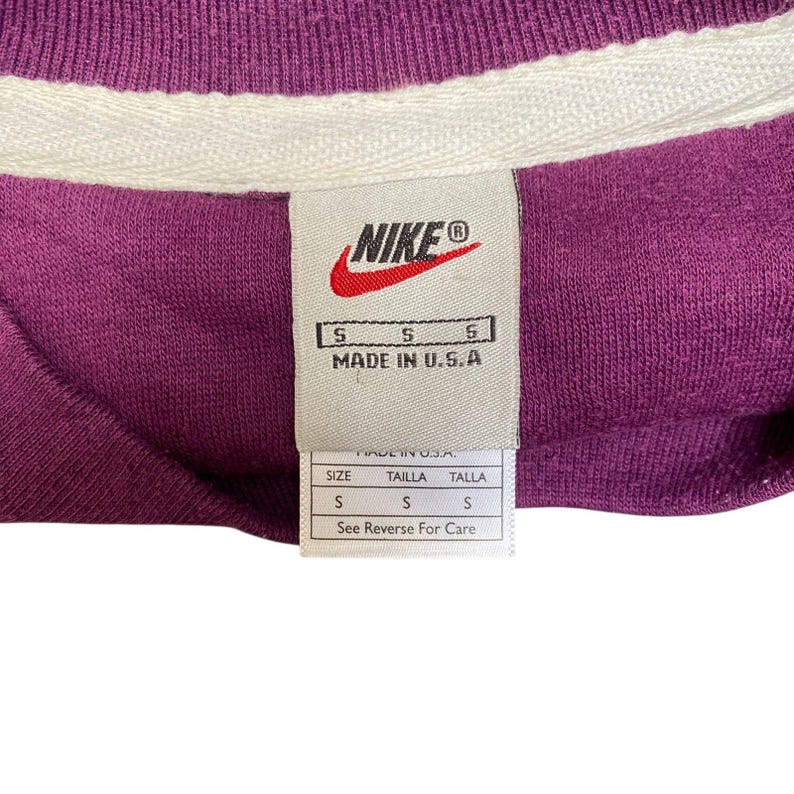 NIKE®
S S S
MADE IN U.S.A
MADE IN U.S.A.
SIZE TAILLA TALLA
S S S
See Reverse For Care